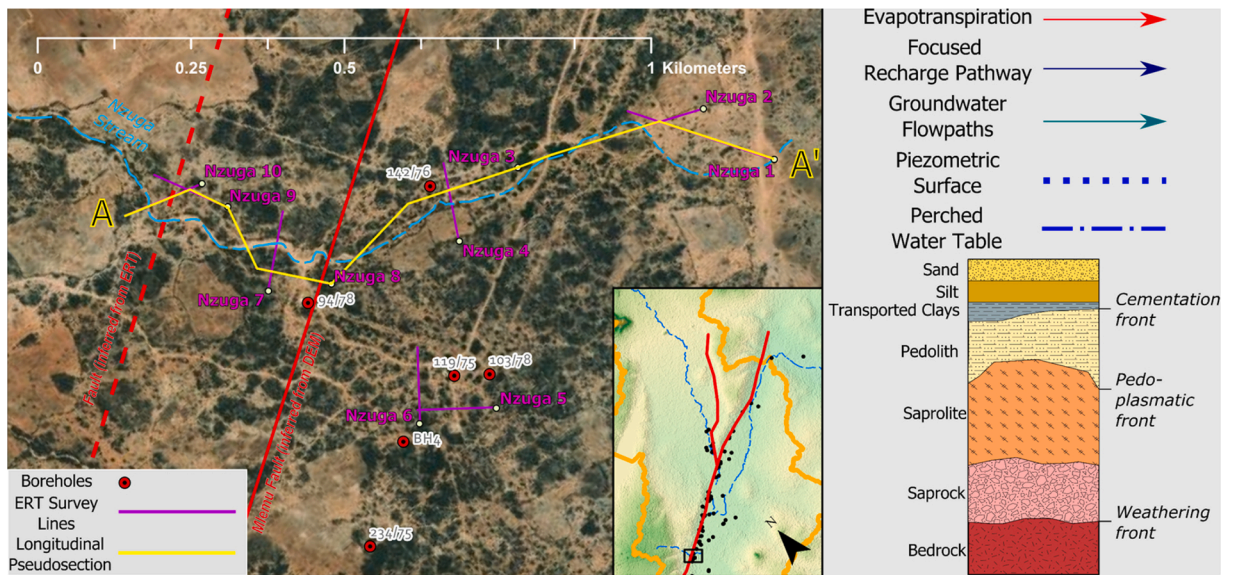 0
0.25
0.5
1 Kilometers
Nzuga
Stream
Nzuga 2
Nzuga 3
142/76
Nzuga 1
A'
Nzuga 10
Nzuga 9
A
Nzuga 4
Nzuga 8
Nzuga 7
94/78
Fault (Inferred from ERT)
Mlemu Fault (Inferred from DEM)
119/75
103/78
Nzuga 5
Nzuga 6
BH4
234/75
N
Boreholes
ERT Survey
Lines
Longitudinal
Pseudosection
Evapotranspiration
Focused
Recharge Pathway
Groundwater
Flowpaths
Piezometric
Surface
Perched
Water Table
Sand
Silt
Transported Clays
Pedolith
Saprolite
Saprock
Bedrock
Cementation
front
Pedo-
plasmatic
front
Weathering
front